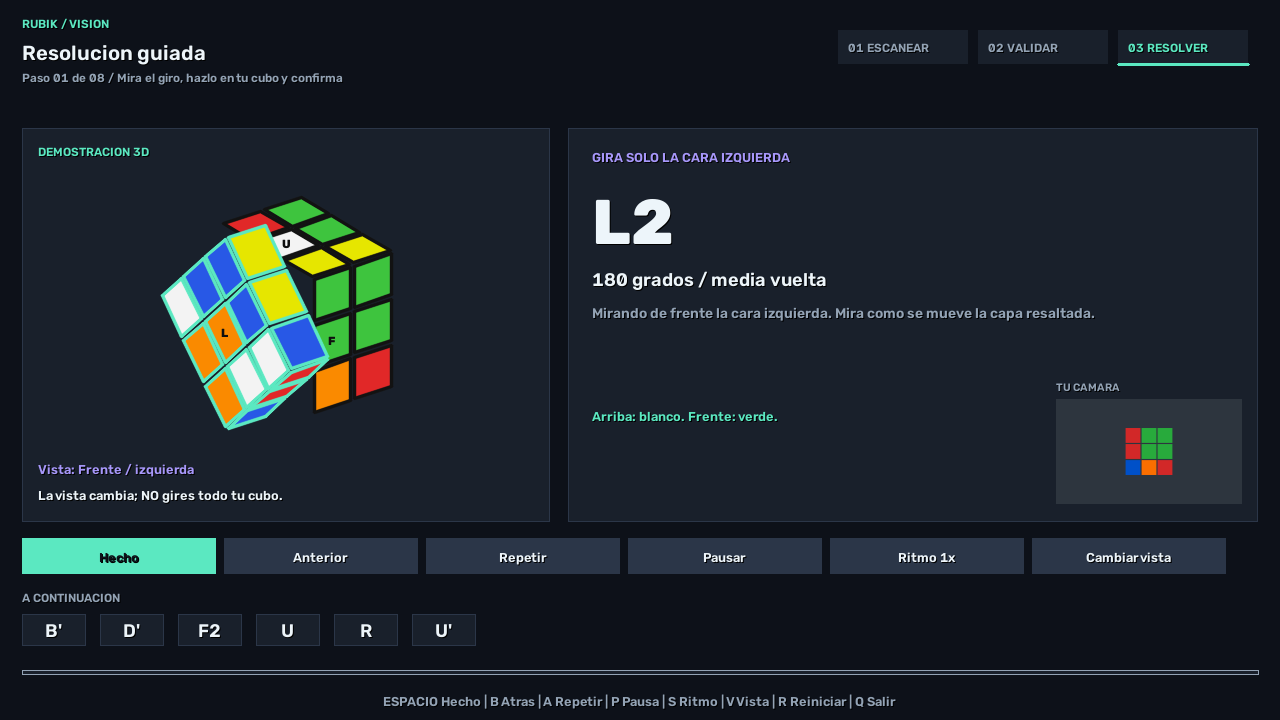 RUBIK / VISION
Resolucion guiada
Paso 01 de 08 / Mira el giro, hazlo en tu cubo y confirma
01 ESCANEAR
02 VALIDAR
03 RESOLVER
DEMOSTRACION 3D
U
L
F
Vista: Frente / izquierda
La vista cambia; NO gires todo tu cubo.
GIRA SOLO LA CARA IZQUIERDA
L2
180 grados / media vuelta
Mirando de frente la cara izquierda. Mira como se mueve la capa resaltada.
Arriba: blanco. Frente: verde.
TU CAMARA
Hecho
Anterior
Repetir
Pausar
Ritmo 1x
Cambiar vista
A CONTINUACION
B'
D'
F2
U
R
U'
ESPACIO Hecho | B Atras | A Repetir | P Pausa | S Ritmo | V Vista | R Reiniciar | Q Salir